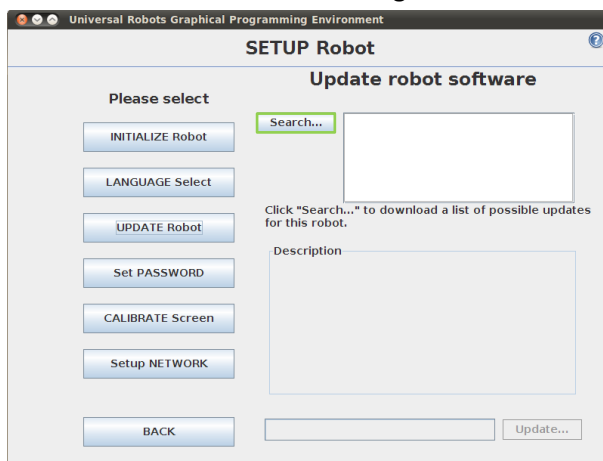 Universal Robots Graphical Programming Environment
SETUP Robot
?
Please select
INITIALIZE Robot
LANGUAGE Select
UPDATE Robot
Set PASSWORD
CALIBRATE Screen
Setup NETWORK
BACK
Update robot software
Search...
Click "Search..." to download a list of possible updates
for this robot.
Description
Update...